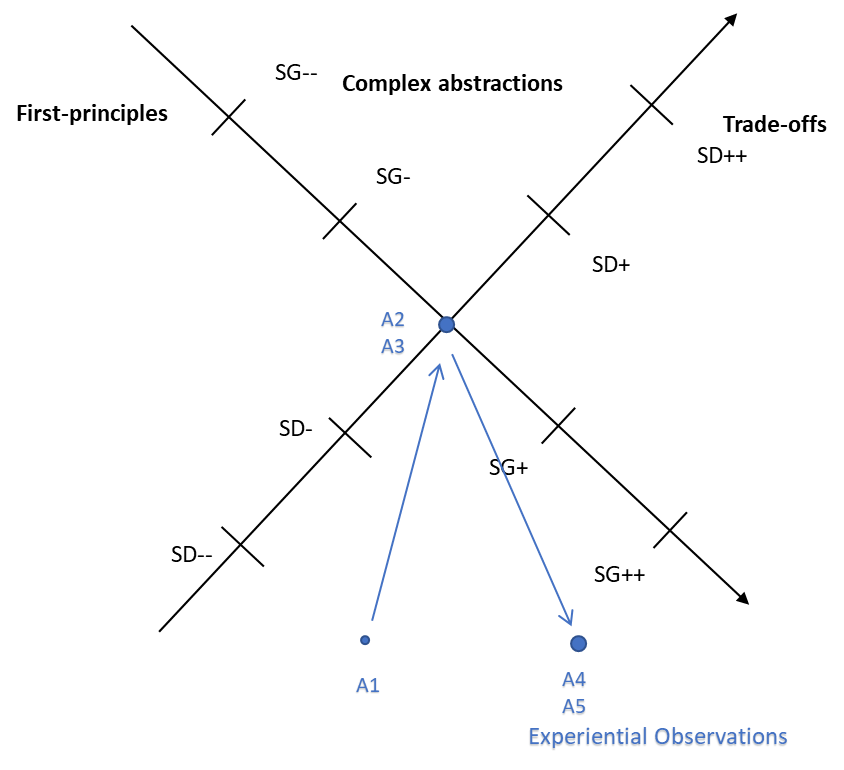 SG--
Complex abstractions
First-principles
Trade-offs
SD++
SG-
SD+
A2
A3
SD-
SG+
SD--
SG++
A1
A4
A5
Experiential Observations